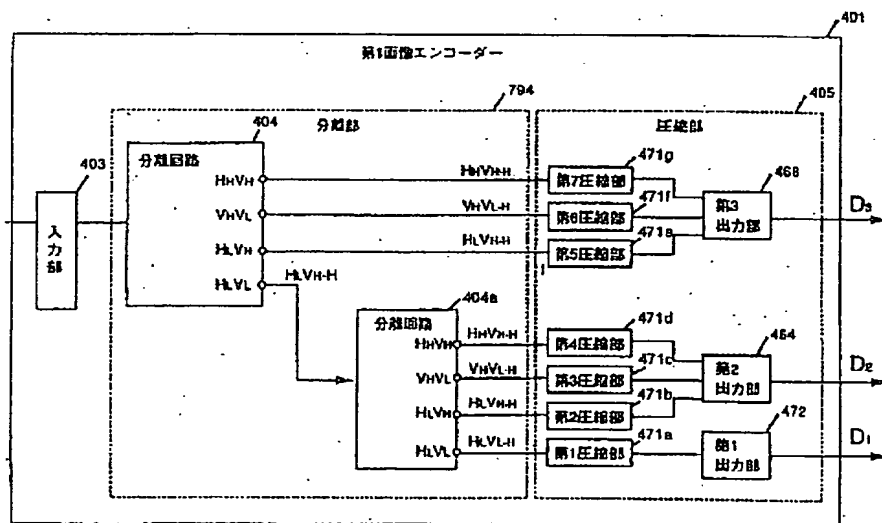 401
第1画像エンコーダー
794
405
分離部
圧縮部
404
分離回路
403
入力部
HHVH
VHVL
HLVH
HLVL
HHVH-H
VHVL-H
HLVH-H
HLVH-H
471g
第7圧縮部
471f
第6圧縮部
471e
第5圧縮部
468
第3
出力部
D3
404a
分離回路
HHVH
VHVL
HLVH
HLVL
HHVH-H
VHVL-H
HLVH-H
HLVL-H
471d
第4圧縮部
471c
第3圧縮部
471b
第2圧縮部
471a
第1圧縮部
464
第2
出力部
D2
472
第1
出力部
D1